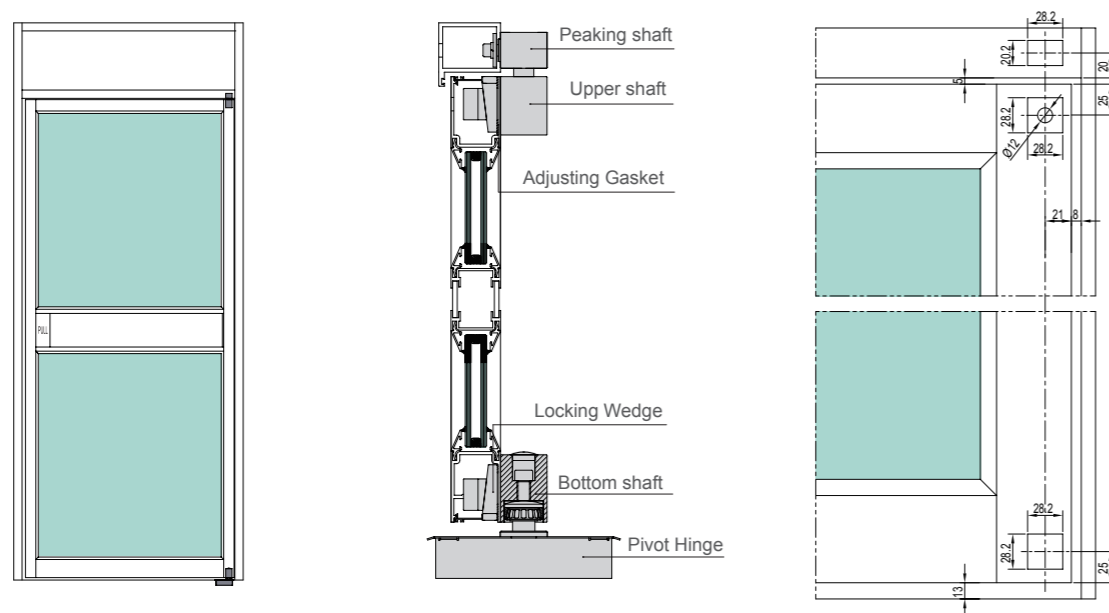 PULL
Peaking shaft
Upper shaft
Adjusting Gasket
Locking Wedge
Bottom shaft
Pivot Hinge
28.2
20.2
20
5
25
28.2
Ø12
28.2
21
8
28.2
28.2
25
13